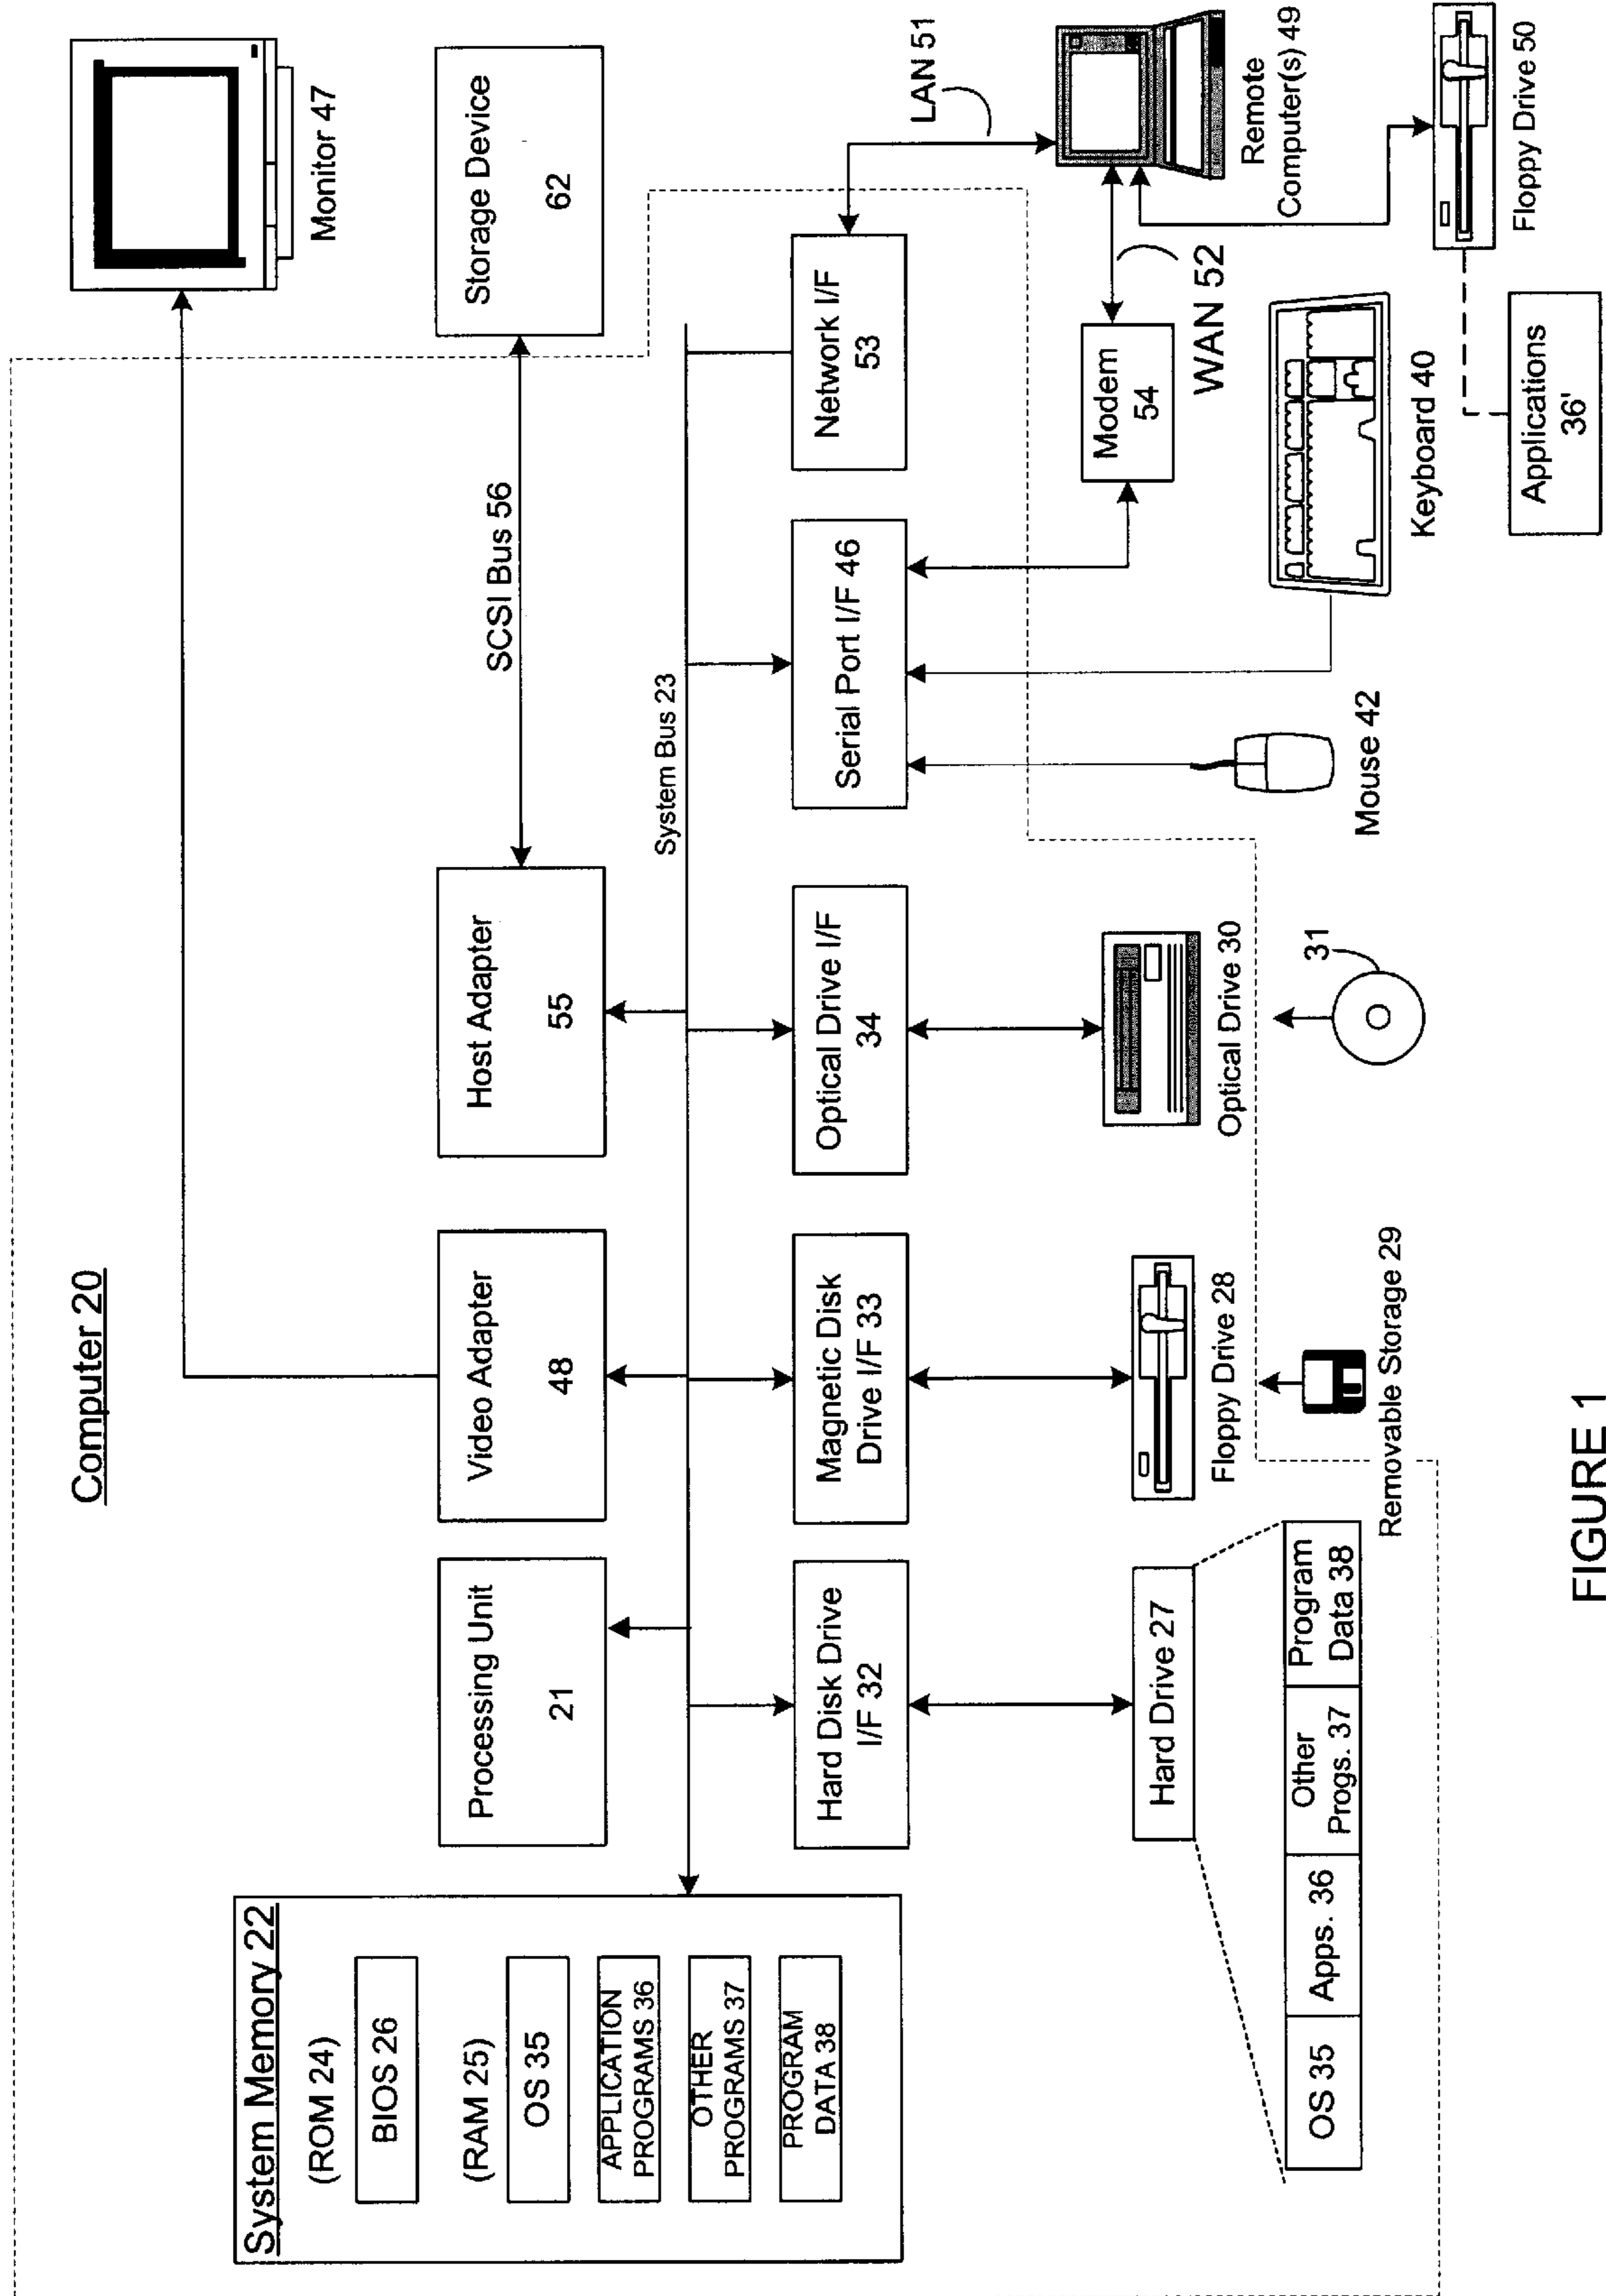 Computer 20
System Memory 22
(ROM 24)
BIOS 26
(RAM 25)
OS 35
APPLICATION
PROGRAMS 36
OTHER
PROGRAMS 37
PROGRAM
DATA 38
Processing Unit
21
Video Adapter
48
Host Adapter
55
SCSI Bus 56
Storage Device
62
Monitor 47
System Bus 23
Hard Disk Drive
I/F 32
Magnetic Disk
Drive I/F 33
Optical Drive I/F
34
Serial Port I/F 46
Network I/F
53
LAN 51
Hard Drive 27
Floppy Drive 28
Optical Drive 30
Modem
54
WAN 52
Remote
Computer(s) 49
OS 35
Apps. 36
Other
Progs. 37
Program
Data 38
Removable Storage 29
31
Mouse 42
Keyboard 40
Floppy Drive 50
Applications
36'
FIGURE 1